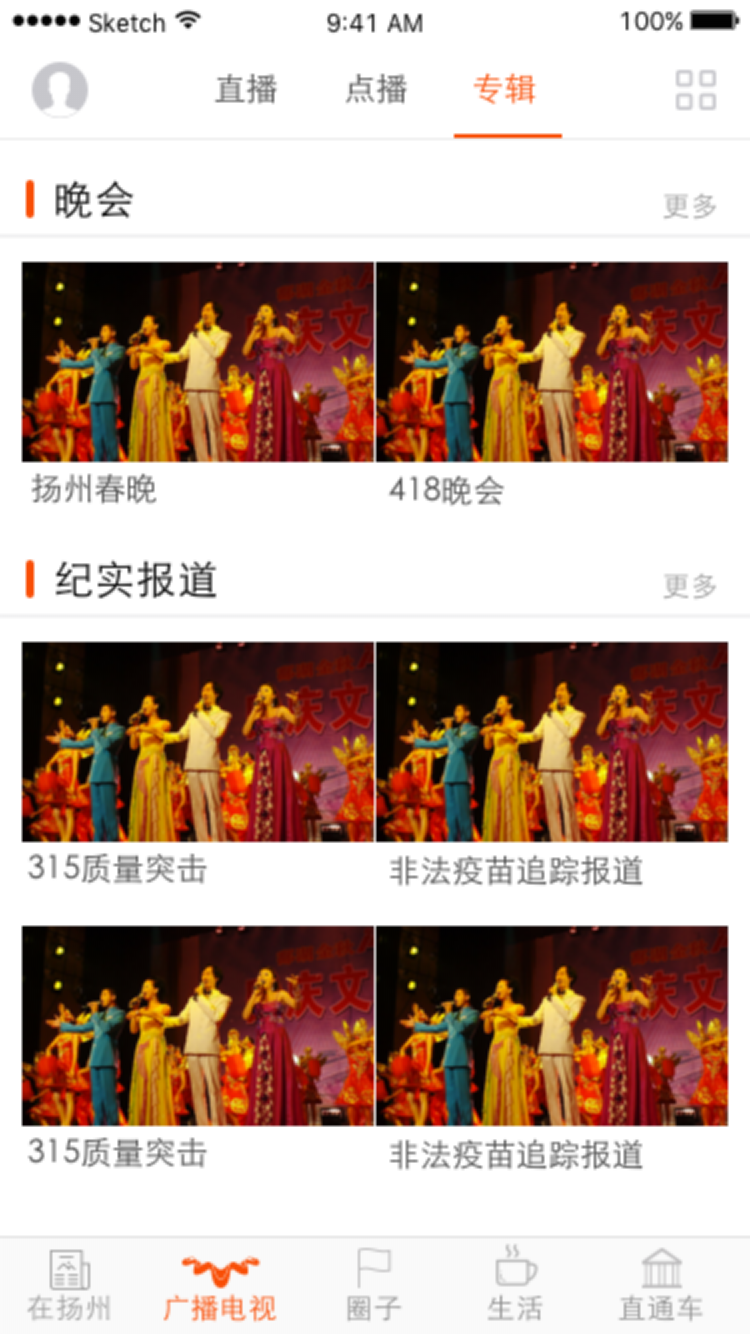 Sketch 9:41 AM 100%
直播 点播 专辑
晚会 更多
扬州春晚 418晚会
纪实报道 更多
315质量突击 非法疫苗追踪报道
315质量突击 非法疫苗追踪报道
在扬州 广播电视 圈子 生活 直通车